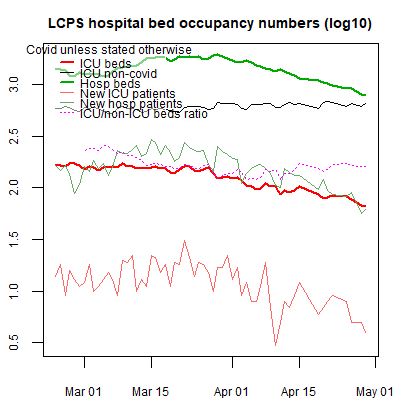 LCPS hospital bed occupancy numbers (log10)
Covid unless stated otherwise
ICU beds
ICU non-covid
Hosp beds
New ICU patients
New hosp patients
ICU/non-ICU beds ratio
3.0
2.5
2.0
1.5
1.0
0.5
Mar 01 Mar 15 Apr 01 Apr 15 May 01